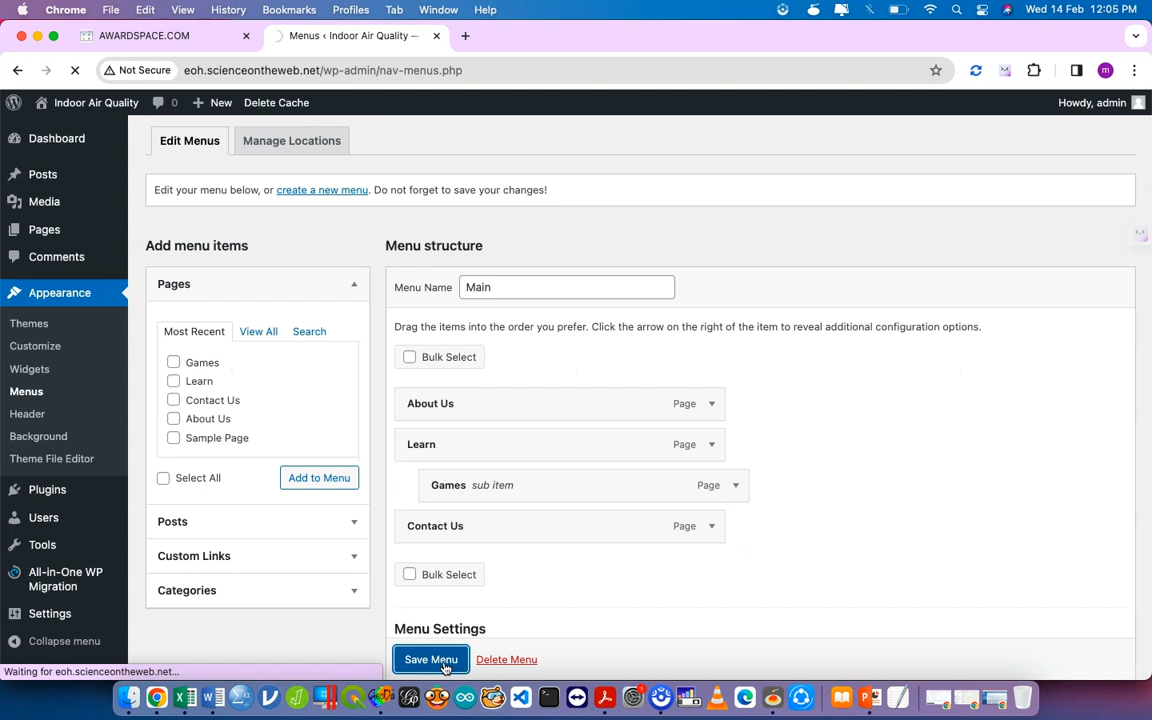 Chrome File Edit View History Bookmarks Profiles Tab Window Help Wed 14 Feb 12:05 PM
AWARDSPACE.COM Menus ‹ Indoor Air Quality —
Not Secure eoh.scienceontheweb.net/wp-admin/nav-menus.php
Indoor Air Quality 0 New Delete Cache Howdy, admin
Dashboard
Posts
Media
Pages
Comments
Appearance
Themes
Customize
Widgets
Menus
Header
Background
Theme File Editor
Plugins
Users
Tools
All-in-One WP
Migration
Settings
Collapse menu
Edit Menus Manage Locations
Edit your menu below, or create a new menu. Do not forget to save your changes!
Add menu items
Pages
Most Recent View All Search
Games
Learn
Contact Us
About Us
Sample Page
Select All Add to Menu
Posts
Custom Links
Categories
Menu structure
Menu Name Main
Drag the items into the order you prefer. Click the arrow on the right of the item to reveal additional configuration options.
Bulk Select
About Us Page
Learn Page
Games sub item Page
Contact Us Page
Bulk Select
Menu Settings
Save Menu Delete Menu
Waiting for eoh.scienceontheweb.net...